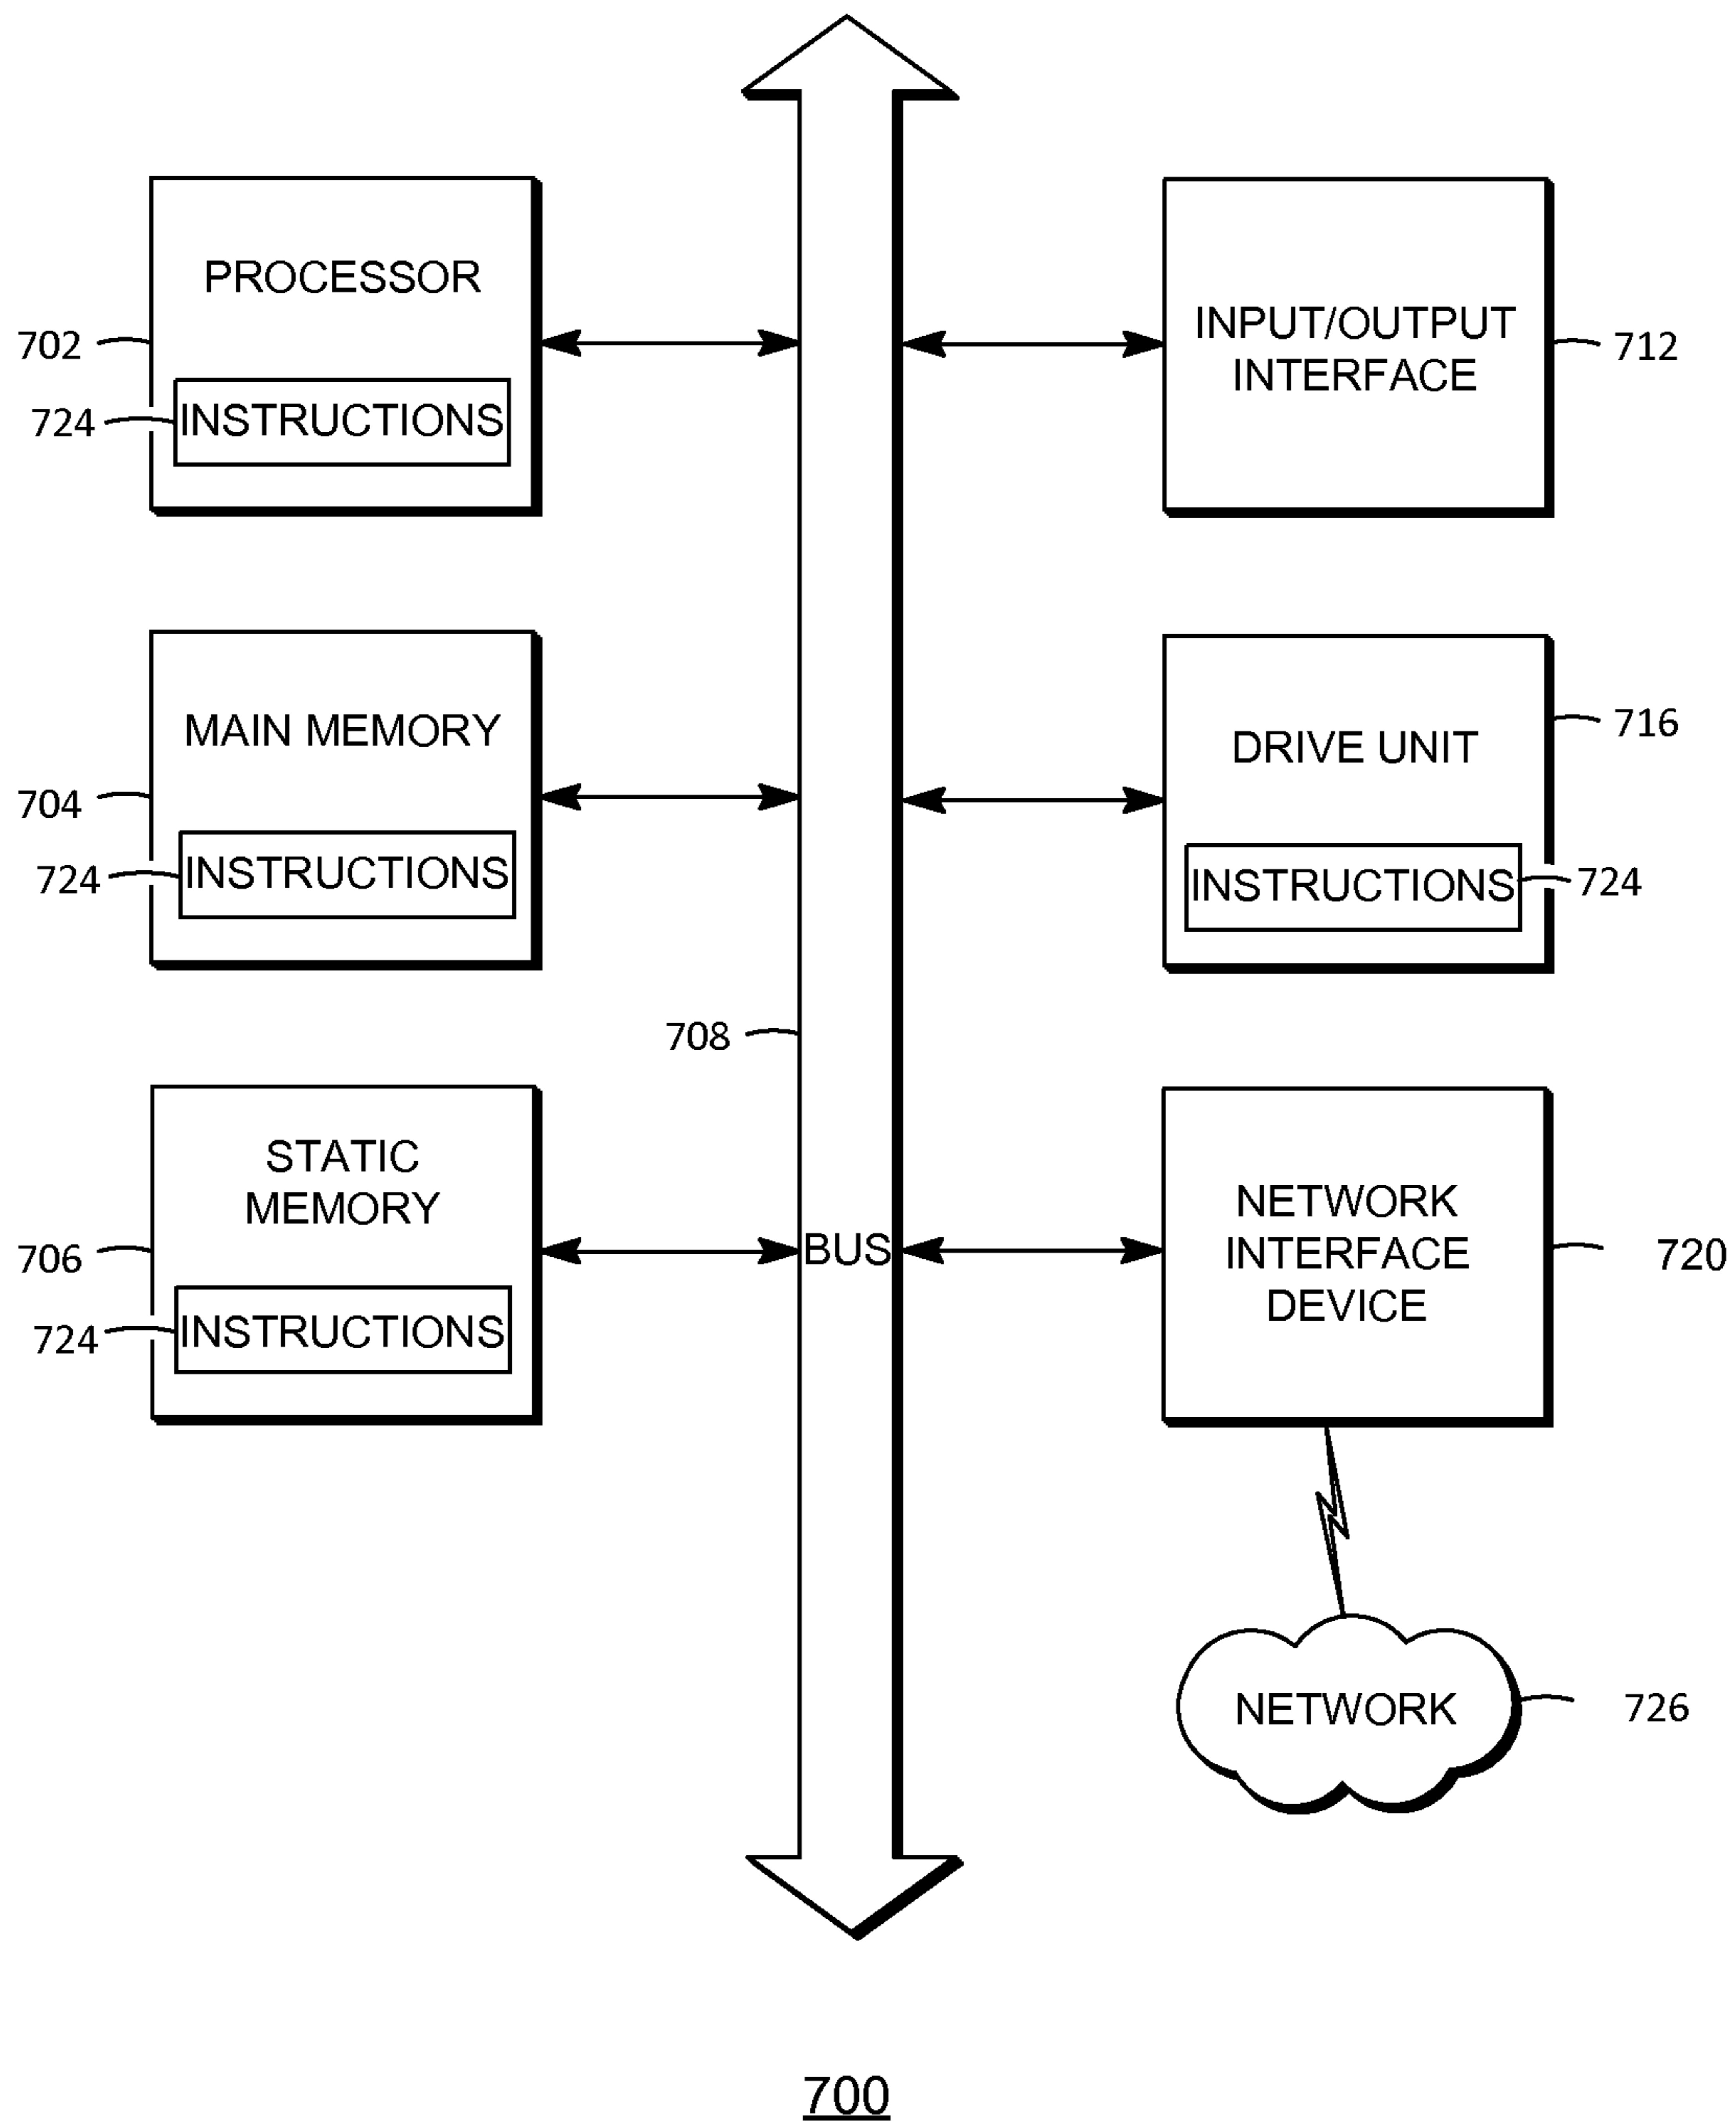 PROCESSOR
702
724
INSTRUCTIONS
INPUT/OUTPUT
INTERFACE
712
MAIN MEMORY
704
724
INSTRUCTIONS
DRIVE UNIT
716
INSTRUCTIONS
724
708
STATIC
MEMORY
706
724
INSTRUCTIONS
BUS
NETWORK
INTERFACE
DEVICE
720
NETWORK
726
700